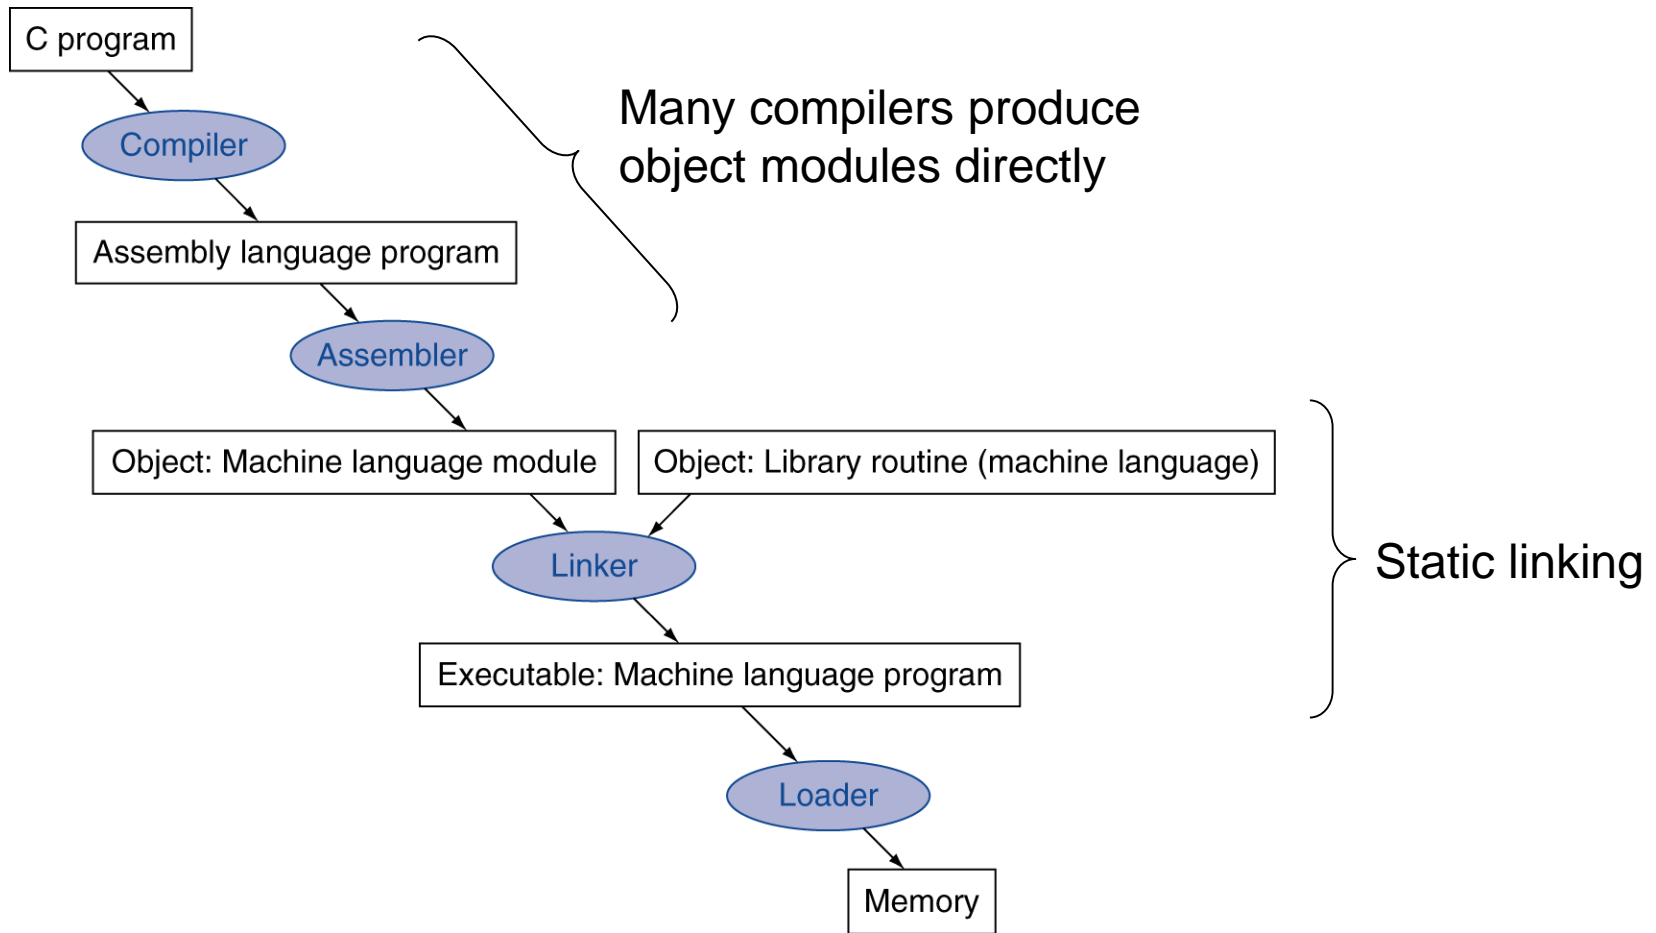 C program
Many compilers produce
object modules directly
Compiler
Assembly language program
Assembler
Object: Machine language module
Object: Library routine (machine language)
Linker
Static linking
Executable: Machine language program
Loader
Memory